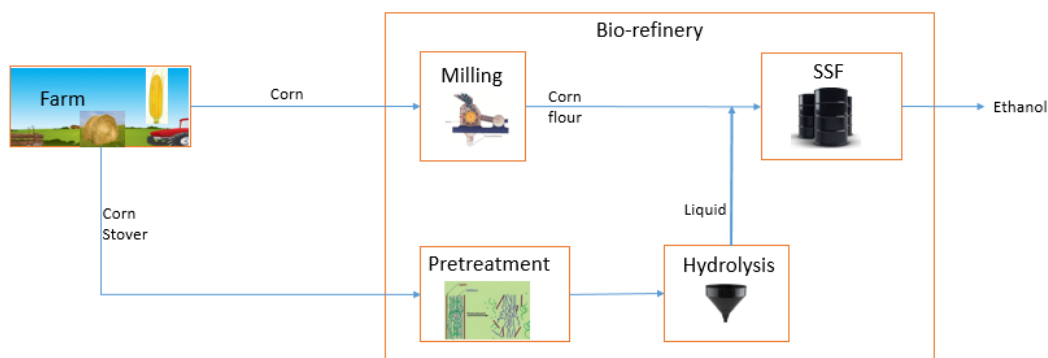 Bio-refinery
Farm
Corn
Milling
Corn
flour
SSF
Ethanol
Corn
Stover
Liquid
Pretreatment
Hydrolysis